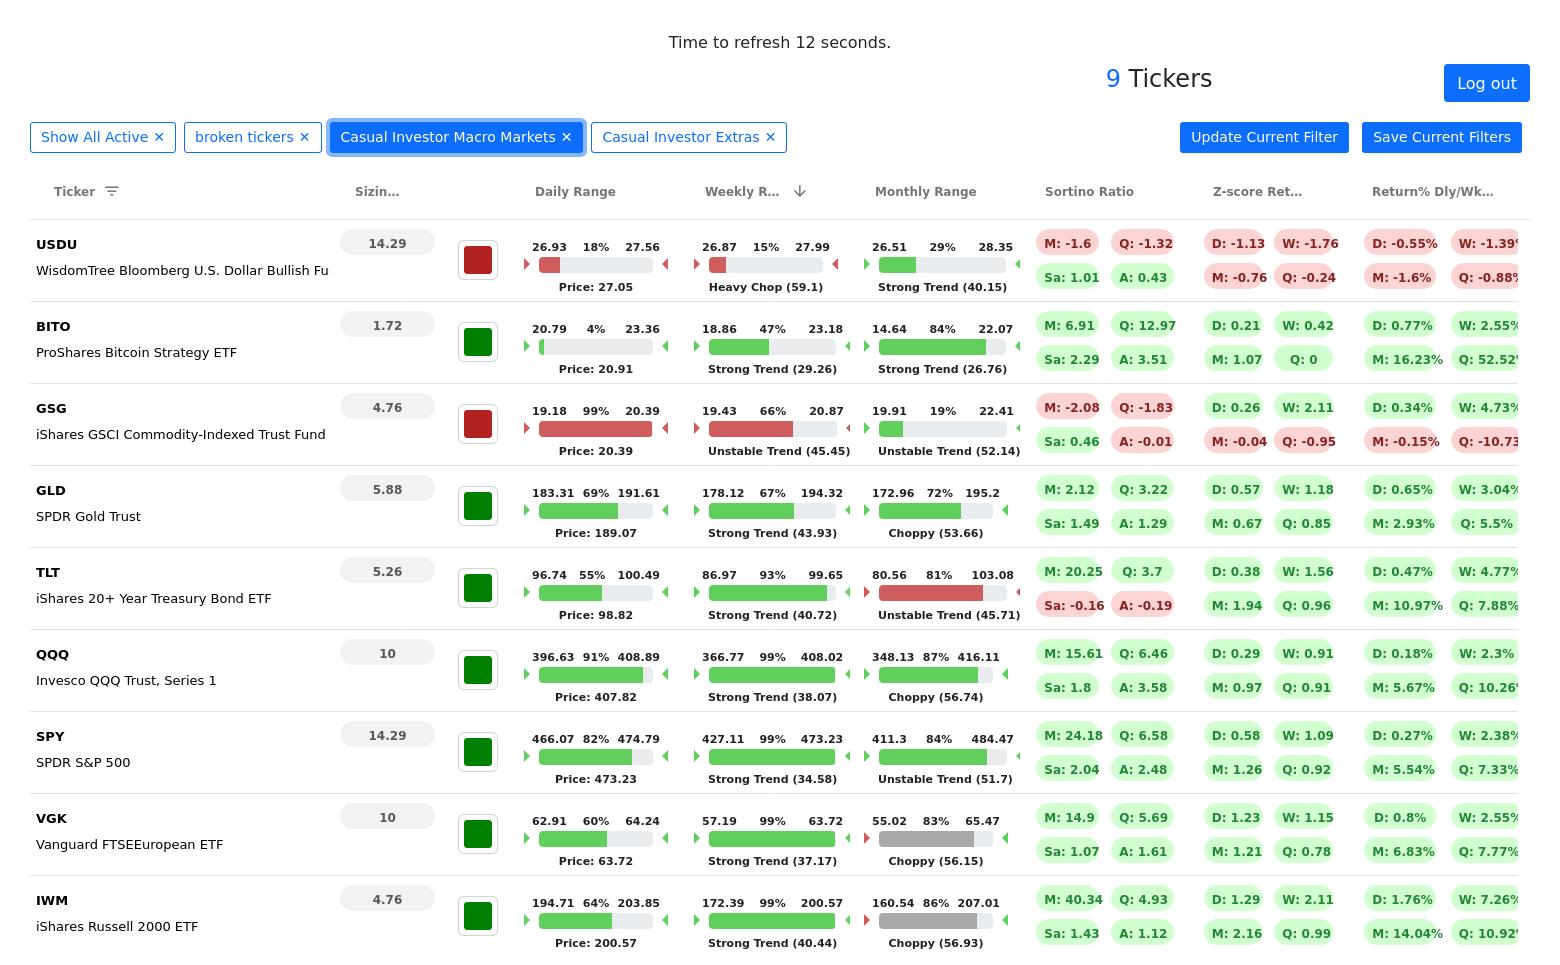 Time to refresh 12 seconds.
9 Tickers
Log out
Show All Active ✕ broken tickers ✕ Casual Investor Macro Markets ✕ Casual Investor Extras ✕ Update Current Filter Save Current Filters
Ticker Sizin... Daily Range Weekly R... Monthly Range Sortino Ratio Z-score Ret... Return% Dly/Wk...
USDU 14.29 26.93 18% 27.56 26.87 15% 27.99 26.51 29% 28.35 M: -1.6 Q: -1.32 D: -1.13 W: -1.76 D: -0.55% W: -1.39%
WisdomTree Bloomberg U.S. Dollar Bullish Fu Sa: 1.01 A: 0.43 M: -0.76 Q: -0.24 M: -1.6% Q: -0.88%
Price: 27.05 Heavy Chop (59.1) Strong Trend (40.15)
BITO 1.72 20.79 4% 23.36 18.86 47% 23.18 14.64 84% 22.07 M: 6.91 Q: 12.97 D: 0.21 W: 0.42 D: 0.77% W: 2.55%
ProShares Bitcoin Strategy ETF Sa: 2.29 A: 3.51 M: 1.07 Q: 0 M: 16.23% Q: 52.52%
Price: 20.91 Strong Trend (29.26) Strong Trend (26.76)
GSG 4.76 19.18 99% 20.39 19.43 66% 20.87 19.91 19% 22.41 M: -2.08 Q: -1.83 D: 0.26 W: 2.11 D: 0.34% W: 4.73%
iShares GSCI Commodity-Indexed Trust Fund Sa: 0.46 A: -0.01 M: -0.04 Q: -0.95 M: -0.15% Q: -10.73
Price: 20.39 Unstable Trend (45.45) Unstable Trend (52.14)
GLD 5.88 183.31 69% 191.61 178.12 67% 194.32 172.96 72% 195.2 M: 2.12 Q: 3.22 D: 0.57 W: 1.18 D: 0.65% W: 3.04%
SPDR Gold Trust Sa: 1.49 A: 1.29 M: 0.67 Q: 0.85 M: 2.93% Q: 5.5%
Price: 189.07 Strong Trend (43.93) Choppy (53.66)
TLT 5.26 96.74 55% 100.49 86.97 93% 99.65 80.56 81% 103.08 M: 20.25 Q: 3.7 D: 0.38 W: 1.56 D: 0.47% W: 4.77%
iShares 20+ Year Treasury Bond ETF Sa: -0.16 A: -0.19 M: 1.94 Q: 0.96 M: 10.97% Q: 7.88%
Price: 98.82 Strong Trend (40.72) Unstable Trend (45.71)
QQQ 10 396.63 91% 408.89 366.77 99% 408.02 348.13 87% 416.11 M: 15.61 Q: 6.46 D: 0.29 W: 0.91 D: 0.18% W: 2.3%
Invesco QQQ Trust, Series 1 Sa: 1.8 A: 3.58 M: 0.97 Q: 0.91 M: 5.67% Q: 10.26%
Price: 407.82 Strong Trend (38.07) Choppy (56.74)
SPY 14.29 466.07 82% 474.79 427.11 99% 473.23 411.3 84% 484.47 M: 24.18 Q: 6.58 D: 0.58 W: 1.09 D: 0.27% W: 2.38%
SPDR S&P 500 Sa: 2.04 A: 2.48 M: 1.26 Q: 0.92 M: 5.54% Q: 7.33%
Price: 473.23 Strong Trend (34.58) Unstable Trend (51.7)
VGK 10 62.91 60% 64.24 57.19 99% 63.72 55.02 83% 65.47 M: 14.9 Q: 5.69 D: 1.23 W: 1.15 D: 0.8% W: 2.55%
Vanguard FTSEEuropean ETF Sa: 1.07 A: 1.61 M: 1.21 Q: 0.78 M: 6.83% Q: 7.77%
Price: 63.72 Strong Trend (37.17) Choppy (56.15)
IWM 4.76 194.71 64% 203.85 172.39 99% 200.57 160.54 86% 207.01 M: 40.34 Q: 4.93 D: 1.29 W: 2.11 D: 1.76% W: 7.26%
iShares Russell 2000 ETF Sa: 1.43 A: 1.12 M: 2.16 Q: 0.99 M: 14.04% Q: 10.92%
Price: 200.57 Strong Trend (40.44) Choppy (56.93)